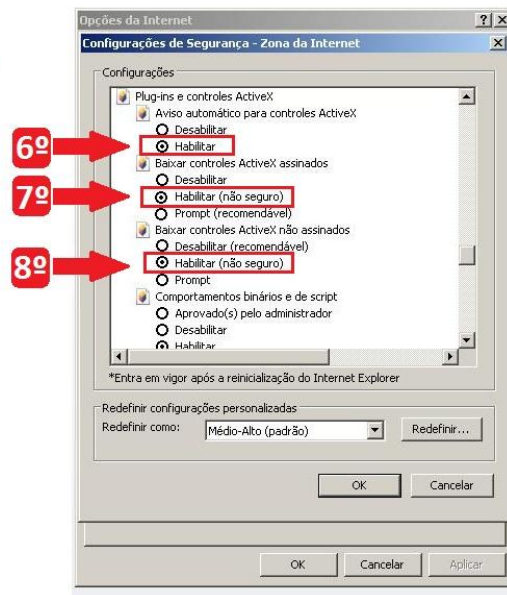 Opções da Internet
Configurações de Segurança - Zona da Internet
Configurações
Plug-ins e controles ActiveX
Aviso automático para controles ActiveX
Desabilitar
6º
Habilitar
Baixar controles ActiveX assinados
Desabilitar
7º
Habilitar (não seguro)
Prompt (recomendável)
Baixar controles ActiveX não assinados
Desabilitar (recomendável)
8º
Habilitar (não seguro)
Prompt
Comportamentos binários e de script
Aprovado(s) pelo administrador
Desabilitar
Habilitar
*Entra em vigor após a reinicialização do Internet Explorer
Redefinir configurações personalizadas
Redefinir como: Médio-Alto (padrão) Redefinir...
OK Cancelar
OK Cancelar Aplicar